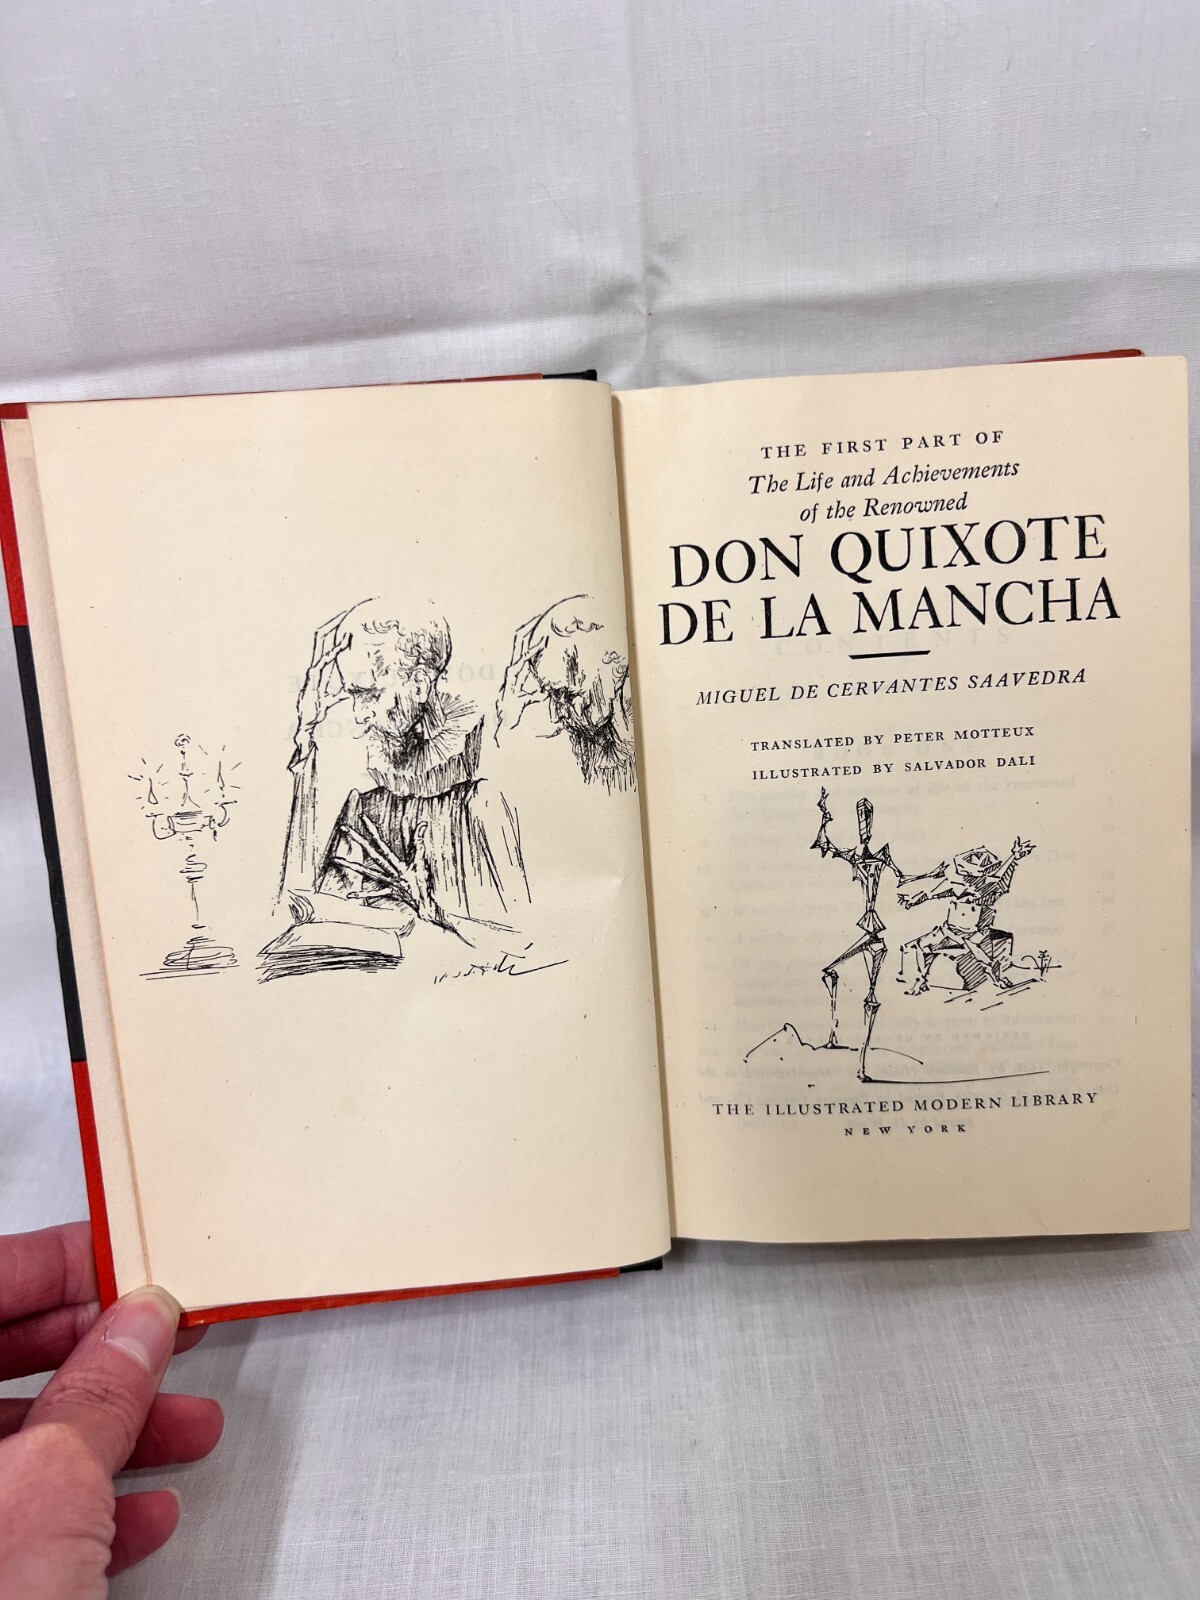 THE FIRST PART OF
The Life and Achievements
of the Renowned
DON QUIXOTE
DE LA MANCHA
MIGUEL DE CERVANTES SAAVEDRA
TRANSLATED BY PETER MOTTEUX
ILLUSTRATED BY SALVADOR DALI
THE ILLUSTRATED MODERN LIBRARY
NEW YORK